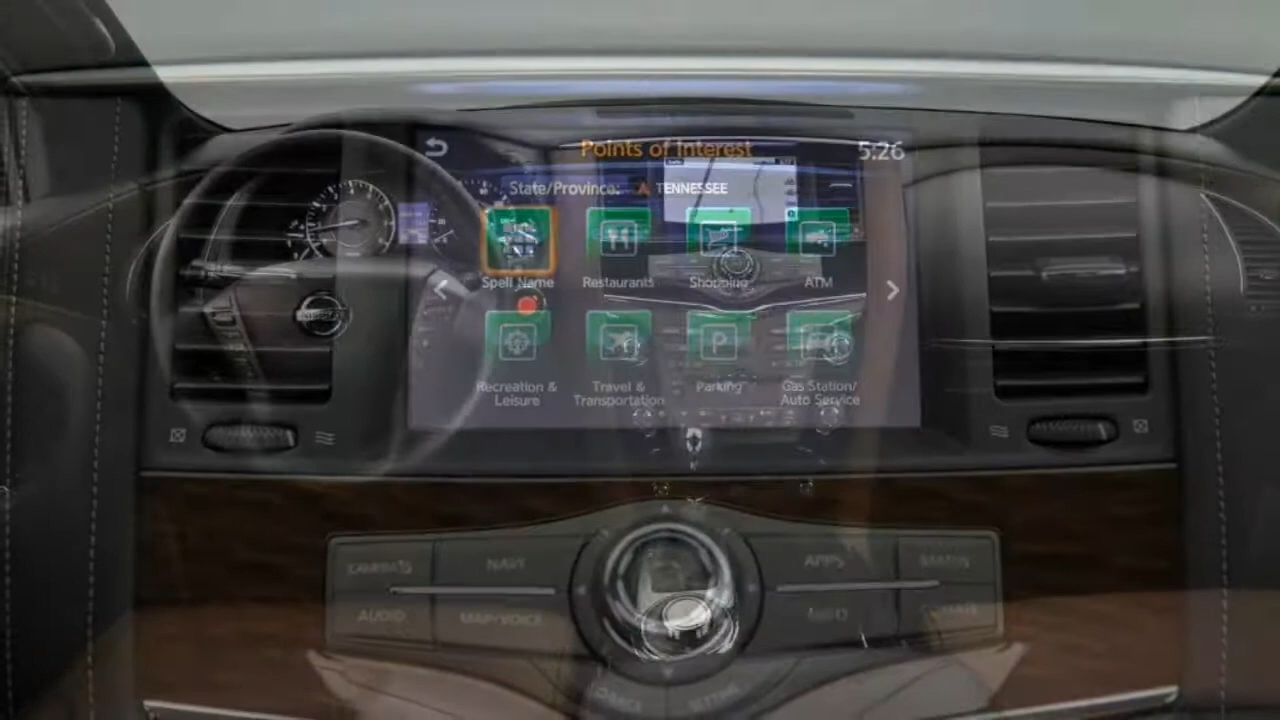 Points of Interest
5:26
State/Province: TENNESSEE
Spell Name
Restaurants
Shopping
ATM
P
Recreation &
Leisure
Travel &
Transportation
Parking
Gas Station/
Auto Service
NISSAN
CAMERA
NAVI
APPS
AUDIO
MAP/VOICE